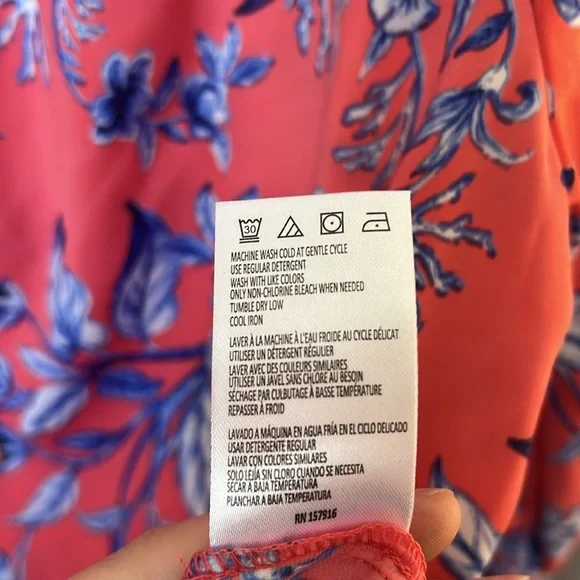 30
MACHINE WASH COLD AT GENTLE CYCLE
USE REGULAR DETERGENT
WASH WITH LIKE COLORS
ONLY NON-CHLORINE BLEACH WHEN NEEDED
TUMBLE DRY LOW
COOL IRON
LAVER À LA MACHINE À L'EAU FROIDE AU CYCLE DÉLICAT
UTILISER UN DÉTERGENT RÉGULIER
LAVER AVEC DES COULEURS SIMILAIRES
UTILISER UN JAVEL SANS CHLORE AU BESOIN
SÉCHAGE PAR CULBUTAGE À BASSE TEMPÉRATURE
REPASSER À FROID
LAVADO A MÁQUINA EN AGUA FRÍA EN EL CICLO DELICADO
USAR DETERGENTE REGULAR
LAVAR CON COLORES SIMILARES
SOLO LEJÍA SIN CLORO CUANDO SE NECESITA
SECAR A BAJA TEMPERATURA
PLANCHAR A BAJA TEMPERATURA
RN 157916